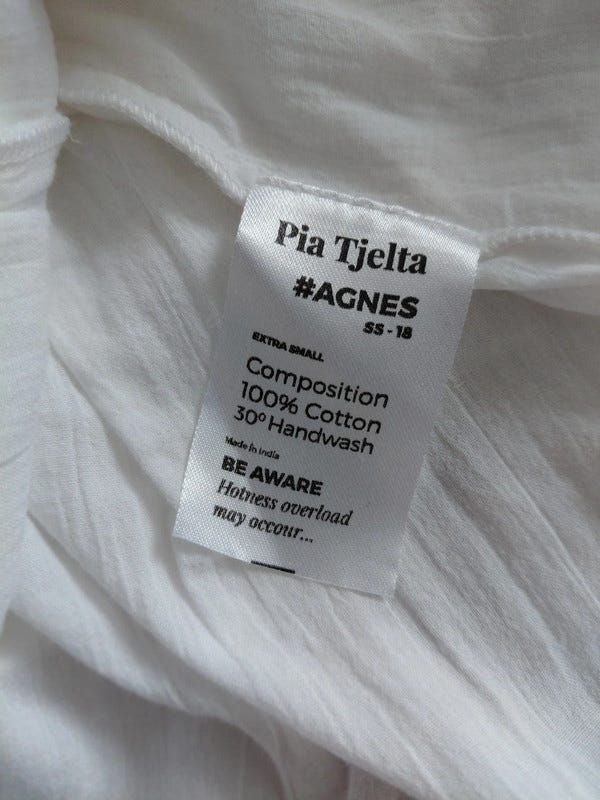 Pia Tjelta
#AGNES
SS - 18
EXTRA SMALL
Composition
100% Cotton
30° Handwash
Made in India
BE AWARE
Hotness overload
may occour...